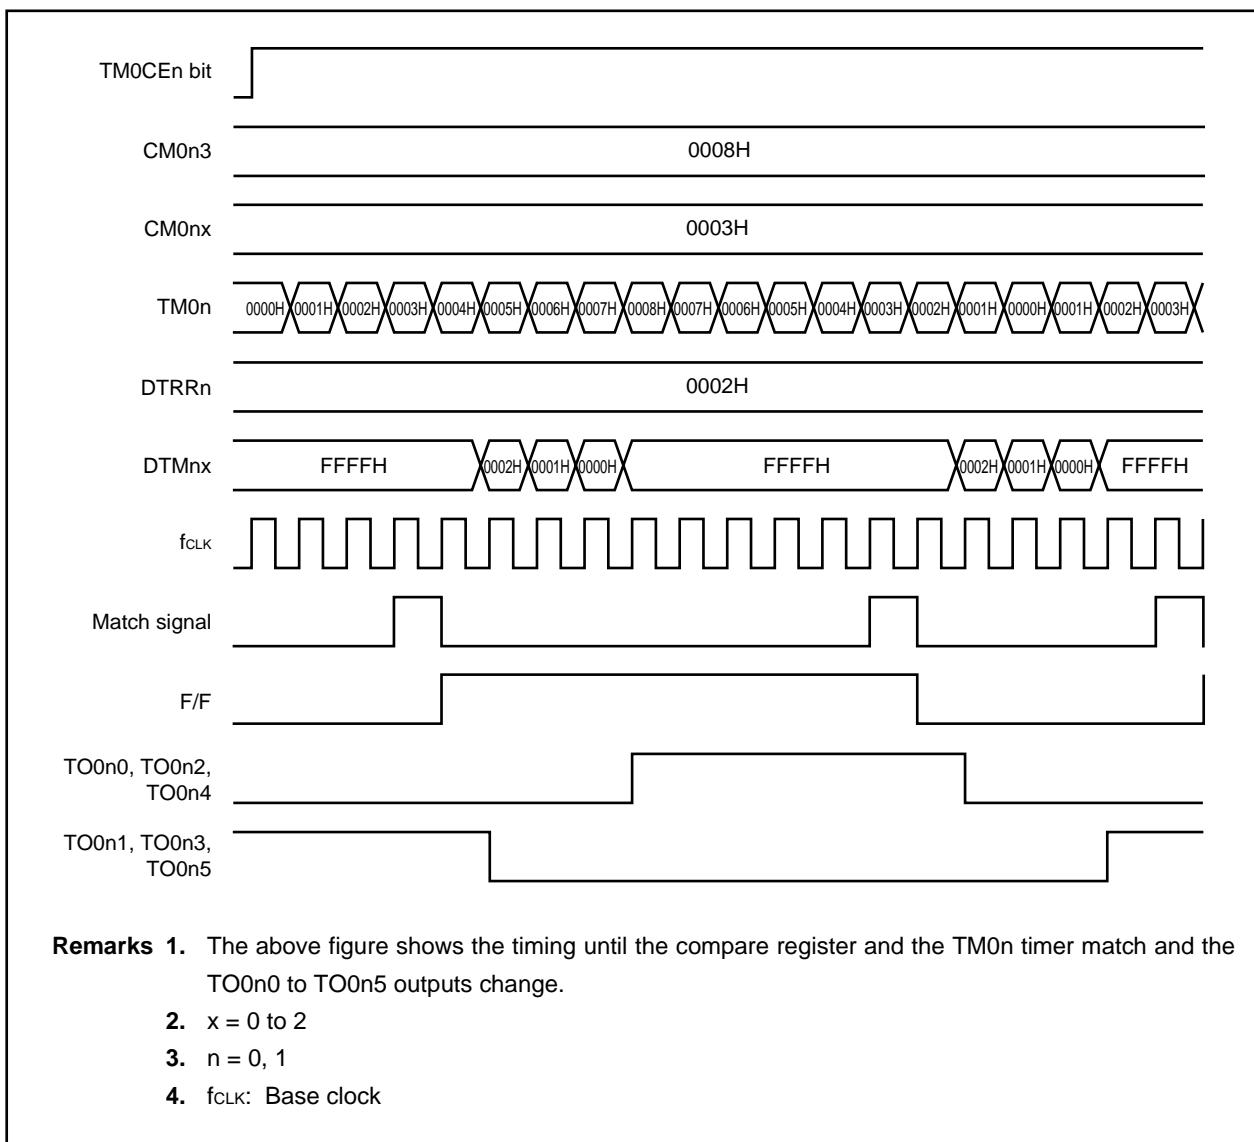 TM0CEn bit
CM0n3
0008H
CM0nx
0003H
TM0n
0000H 0001H 0002H 0003H 0004H 0005H 0006H 0007H 0008H 0007H 0006H 0005H 0004H 0003H 0002H 0001H 0000H 0001H 0002H 0003H
DTRRn
0002H
DTMnx
FFFFH 0002H 0001H 0000H FFFFH 0002H 0001H 0000H FFFFH
fCLK
Match signal
F/F
TO0n0, TO0n2,
TO0n4
TO0n1, TO0n3,
TO0n5
Remarks 1. The above figure shows the timing until the compare register and the TM0n timer match and the
TO0n0 to TO0n5 outputs change.
2. x = 0 to 2
3. n = 0, 1
4. fCLK: Base clock